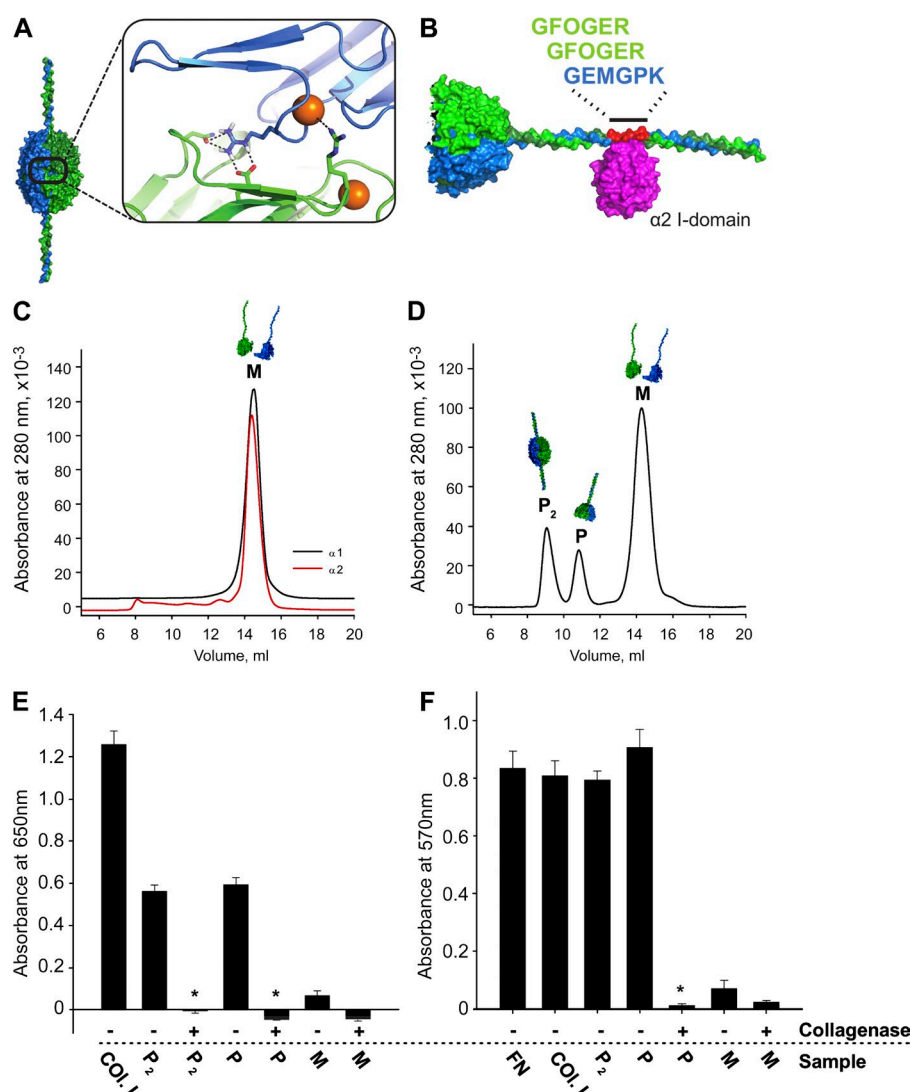 A
B
GFOGER
GFOGER
GEMGPK
α2 I-domain
C
M
Absorbance at 280 nm, x10-3
140
120
100
80
60
40
20
0
α1
α2
6 8 10 12 14 16 18 20
Volume, ml
D
M
P2
P
Absorbance at 280 nm, x10-3
120
100
80
60
40
20
0
6 8 10 12 14 16 18 20
Volume, ml
E
Absorbance at 650nm
1.4
1.2
1.0
0.6
0.4
0.2
0
* *
- - + - + - +
COL. I P2 P2 P P M M
F
Absorbance at 570nm
1.0
0.8
0.6
0.4
0.2
0
*
- - - - + - + Collagenase
FN COL. I P2 P P M M Sample